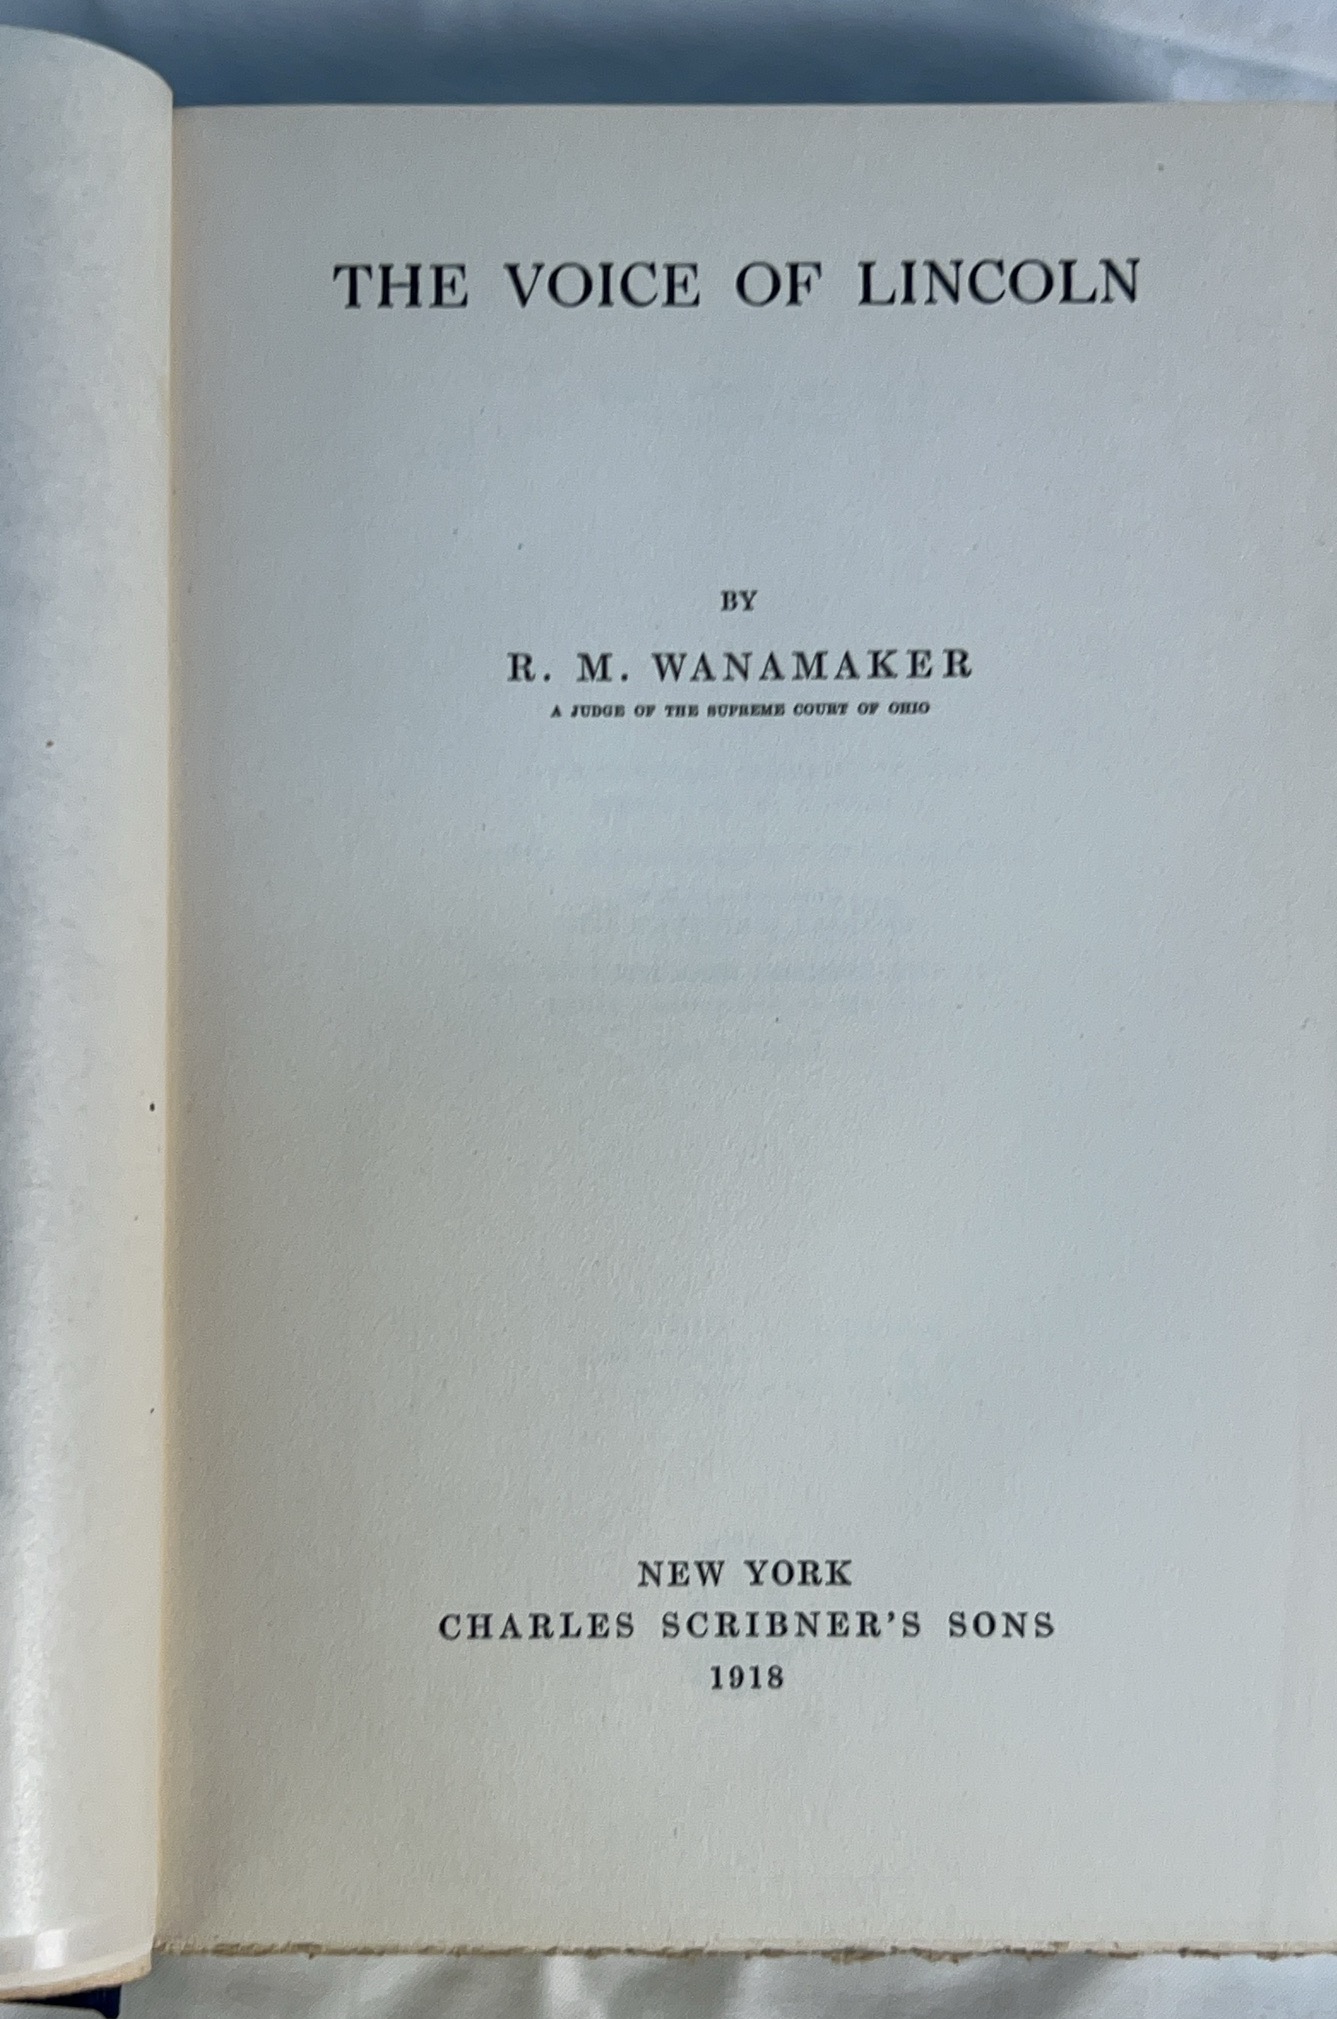 THE VOICE OF LINCOLN
BY
R. M. WANAMAKER
A JUDGE OF THE SUPREME COURT OF OHIO
NEW YORK
CHARLES SCRIBNER'S SONS
1918